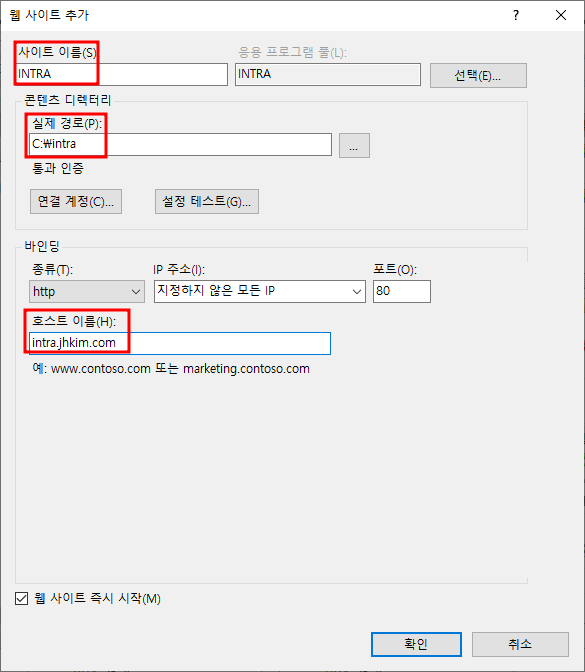 웹 사이트 추가
? ×
사이트 이름(S): 응용 프로그램 풀(L):
INTRA INTRA 선택(E)...
콘텐츠 디렉터리
실제 경로(P):
C:₩intra ...
통과 인증
연결 계정(C)... 설정 테스트(G)...
바인딩
종류(T): IP 주소(I): 포트(O):
http 지정하지 않은 모든 IP 80
호스트 이름(H):
intra.jhkim.com
예: www.contoso.com 또는 marketing.contoso.com
웹 사이트 즉시 시작(M)
확인 취소